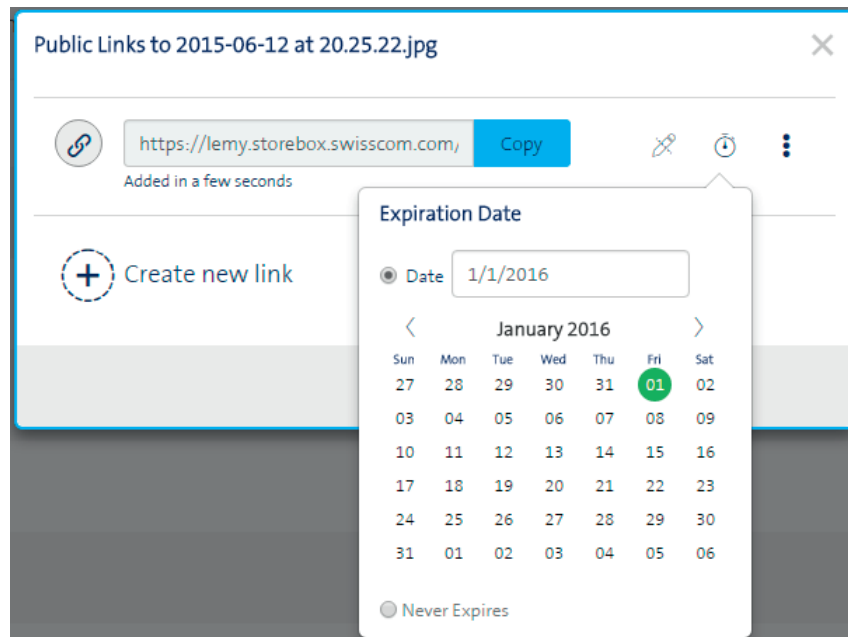 Public Links to 2015-06-12 at 20.25.22.jpg
https://lemy.storebox.swisscom.com/
Copy
Added in a few seconds
Create new link
Expiration Date
Date 1/1/2016
January 2016
Sun Mon Tue Wed Thu Fri Sat
27 28 29 30 31 01 02
03 04 05 06 07 08 09
10 11 12 13 14 15 16
17 18 19 20 21 22 23
24 25 26 27 28 29 30
31 01 02 03 04 05 06
Never Expires